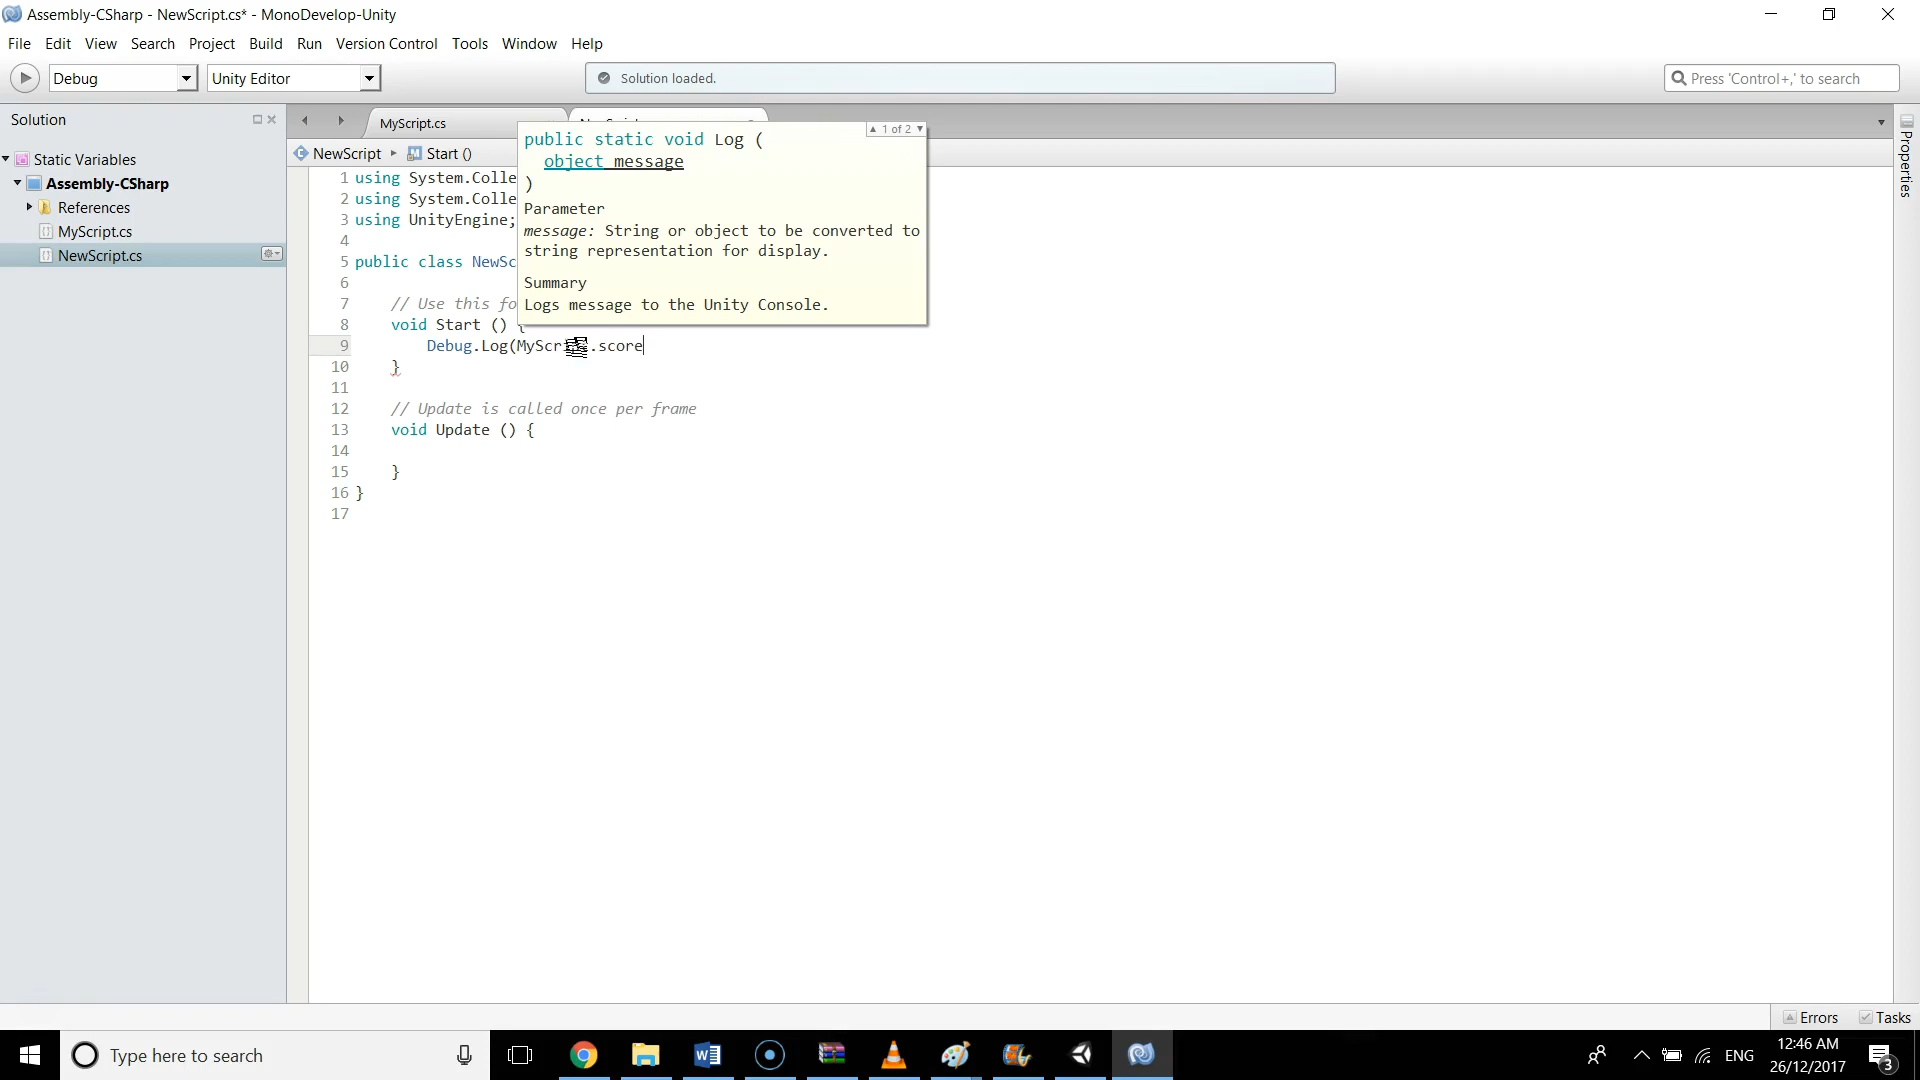 Assembly-CSharp - NewScript.cs* - MonoDevelop-Unity
File Edit View Search Project Build Run Version Control Tools Window Help
Debug Unity Editor Solution loaded. Press 'Control+,' to search
Solution
MyScript.cs
NewScript Start ()
Static Variables
Assembly-CSharp
References
MyScript.cs
NewScript.cs
1 of 2
public static void Log (
object message
)
Parameter
message: String or object to be converted to
string representation for display.
Summary
Logs message to the Unity Console.
1 using System.Colle
2 using System.Colle
3 using UnityEngine;
4
5 public class NewSc
6
7 // Use this fo
8 void Start () {
9 Debug.Log( .score
10 }
11
12 // Update is called once per frame
13 void Update () {
14
15 }
16 }
17
Properties
Errors Tasks
Type here to search
ENG
12:46 AM
26/12/2017
3